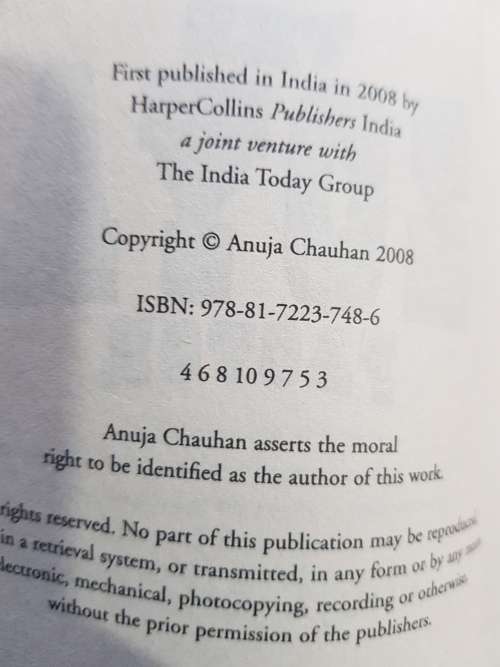 First published in India in 2008 by
HarperCollins Publishers India
a joint venture with
The India Today Group
Copyright © Anuja Chauhan 2008
ISBN: 978-81-7223-748-6
4 6 8 10 9 7 5 3
Anuja Chauhan asserts the moral
right to be identified as the author of this work.
rights reserved. No part of this publication may be reproduced,
in a retrieval system, or transmitted, in any form or by any means
electronic, mechanical, photocopying, recording or otherwise
without the prior permission of the publishers.